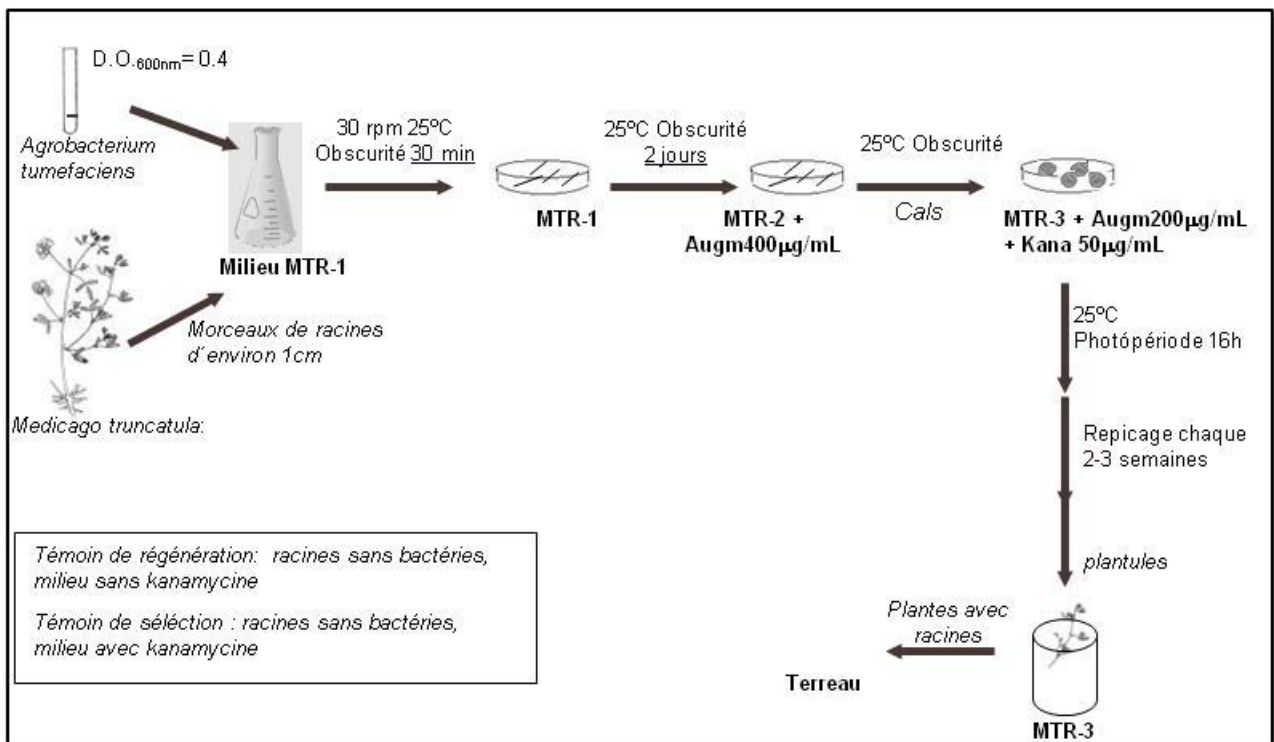 D.O.600nm= 0.4
Agrobacterium
tumefaciens
30 rpm 25ºC
Obscurité 30 min
25ºC Obscurité
2 jours
25ºC Obscurité
Cals
Milieu MTR-1
MTR-1
MTR-2 +
Augm400µg/mL
MTR-3 + Augm200µg/mL
+ Kana 50µg/mL
Morceaux de racines
d´environ 1cm
Medicago truncatula:
25ºC
Photópériode 16h
Repicage chaque
2-3 semaines
plantules
Témoin de régénération: racines sans bactéries,
milieu sans kanamycine
Témoin de séléction : racines sans bactéries,
milieu avec kanamycine
Plantes avec
racines
Terreau
MTR-3